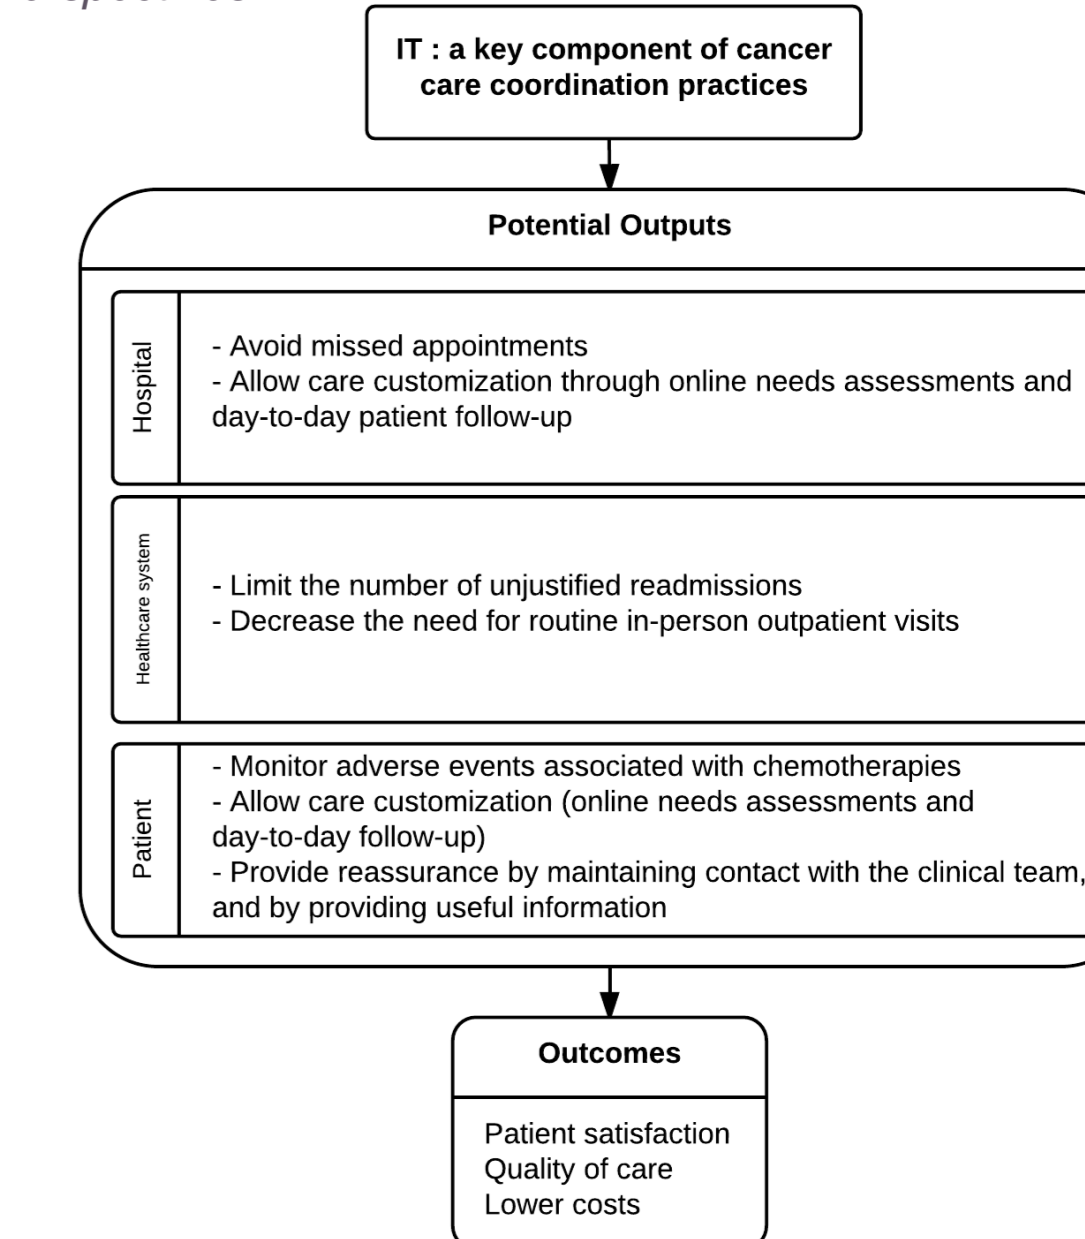 IT : a key component of cancer
care coordination practices
Potential Outputs
Hospital
- Avoid missed appointments
- Allow care customization through online needs assessments and
day-to-day patient follow-up
Healthcare system
- Limit the number of unjustified readmissions
- Decrease the need for routine in-person outpatient visits
Patient
- Monitor adverse events associated with chemotherapies
- Allow care customization (online needs assessments and
day-to-day follow-up)
- Provide reassurance by maintaining contact with the clinical team,
and by providing useful information
Outcomes
Patient satisfaction
Quality of care
Lower costs